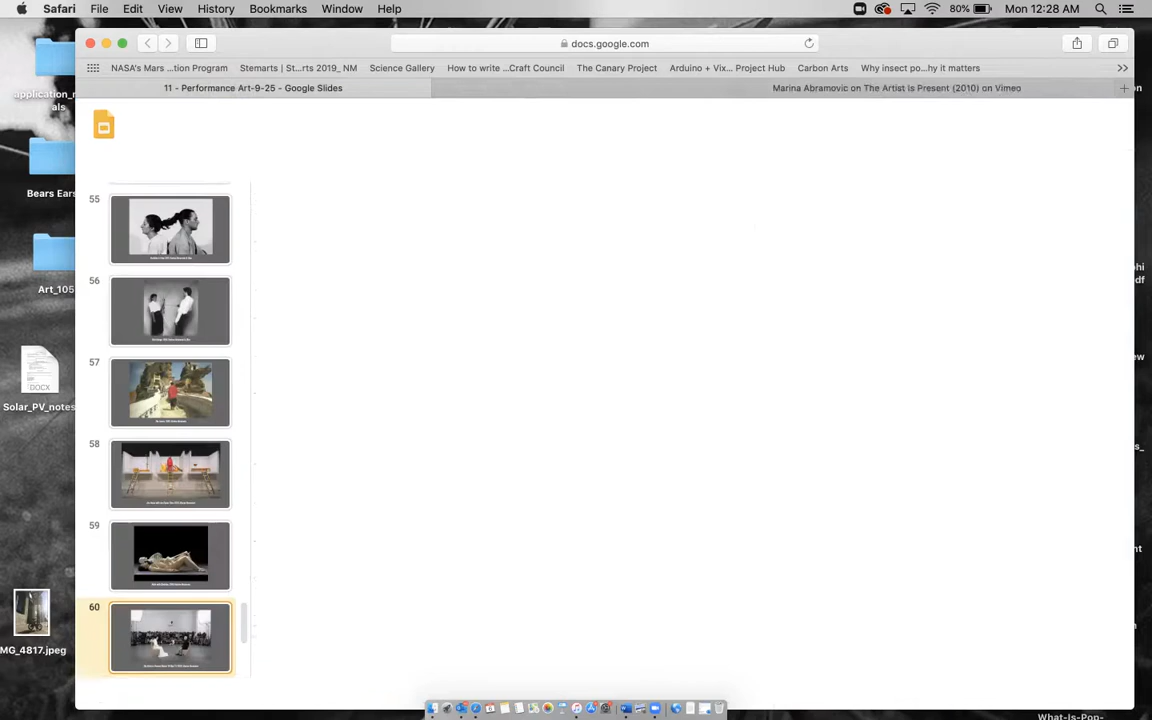 Safari File Edit View History Bookmarks Window Help 80% Mon 12:28 AM
docs.google.com
NASA's Mars ...tion Program Stemarts | St...rts 2019_ NM Science Gallery How to write ...Craft Council The Canary Project Arduino + Vix... Project Hub Carbon Arts Why insect po...hy it matters
11 - Performance Art-9-25 - Google Slides Marina Abramovic on The Artist Is Present (2010) on Vimeo
application_
als
Bears Ears
Art_105
DOCX
Solar_PV_notes
MG_4817.jpeg
55
56
57
58
59
60
What-Is-Pop-